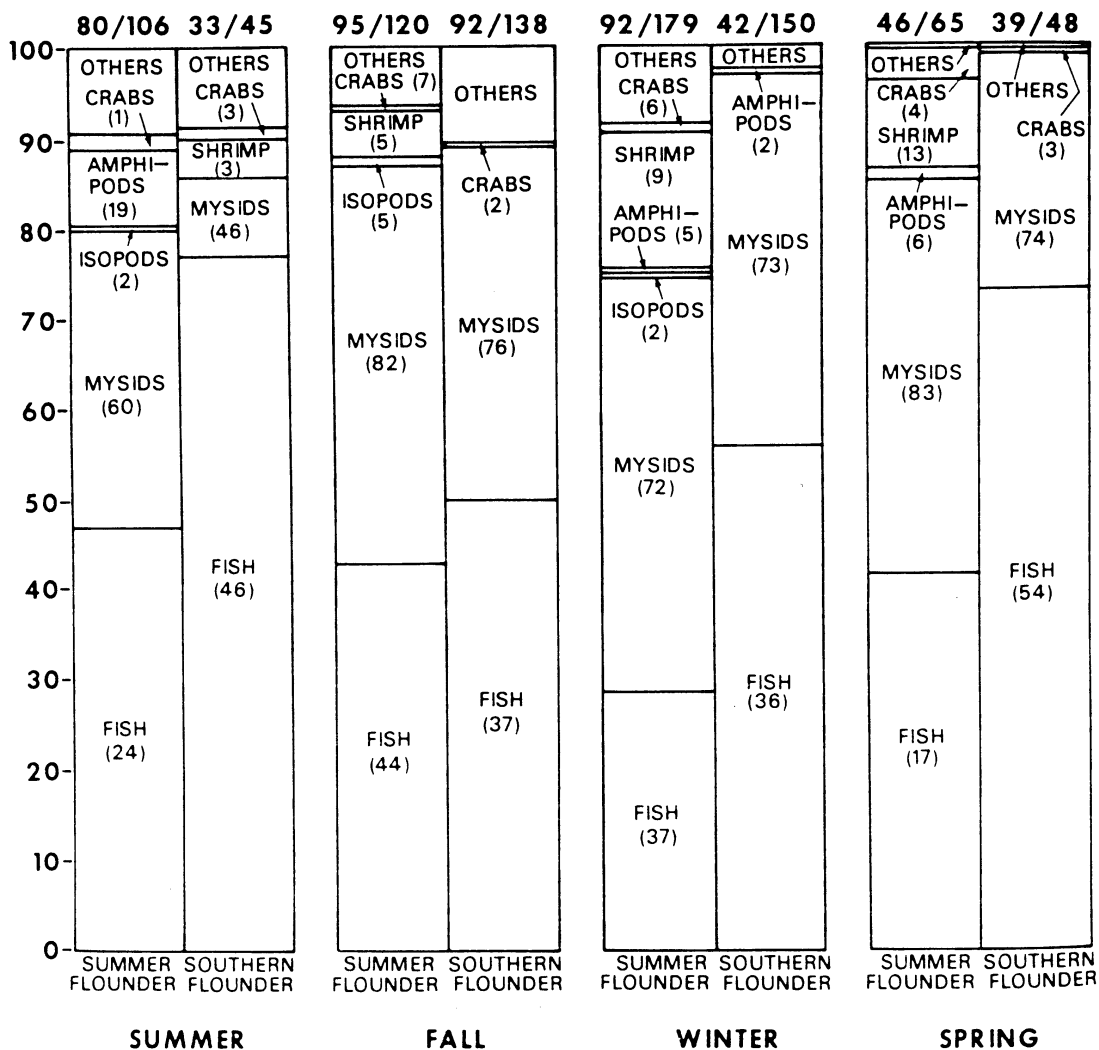 80/106 33/45 95/120 92/138 92/179 42/150 46/65 39/48
100
90
80
70
60
50
40
30
20
10
0
OTHERS
CRABS
(1)
AMPHI-
PODS
(19)
ISOPODS
(2)
MYSIDS
(60)
FISH
(24)
SUMMER
FLOUNDER
OTHERS
CRABS
(3)
SHRIMP
(3)
MYSIDS
(46)
FISH
(46)
SOUTHERN
FLOUNDER
SUMMER
OTHERS
CRABS (7)
SHRIMP
(5)
ISOPODS
(5)
MYSIDS
(82)
FISH
(44)
SUMMER
FLOUNDER
OTHERS
CRABS
(2)
MYSIDS
(76)
FISH
(37)
SOUTHERN
FLOUNDER
FALL
OTHERS
CRABS
(6)
SHRIMP
(9)
AMPHI-
PODS (5)
ISOPODS
(2)
MYSIDS
(72)
FISH
(37)
SUMMER
FLOUNDER
OTHERS
AMPHI-
PODS
(2)
MYSIDS
(73)
FISH
(36)
SOUTHERN
FLOUNDER
WINTER
OTHERS
CRABS
(4)
SHRIMP
(13)
AMPHI-
PODS
(6)
MYSIDS
(83)
FISH
(17)
SUMMER
FLOUNDER
OTHERS
CRABS
(3)
MYSIDS
(74)
FISH
(54)
SOUTHERN
FLOUNDER
SPRING